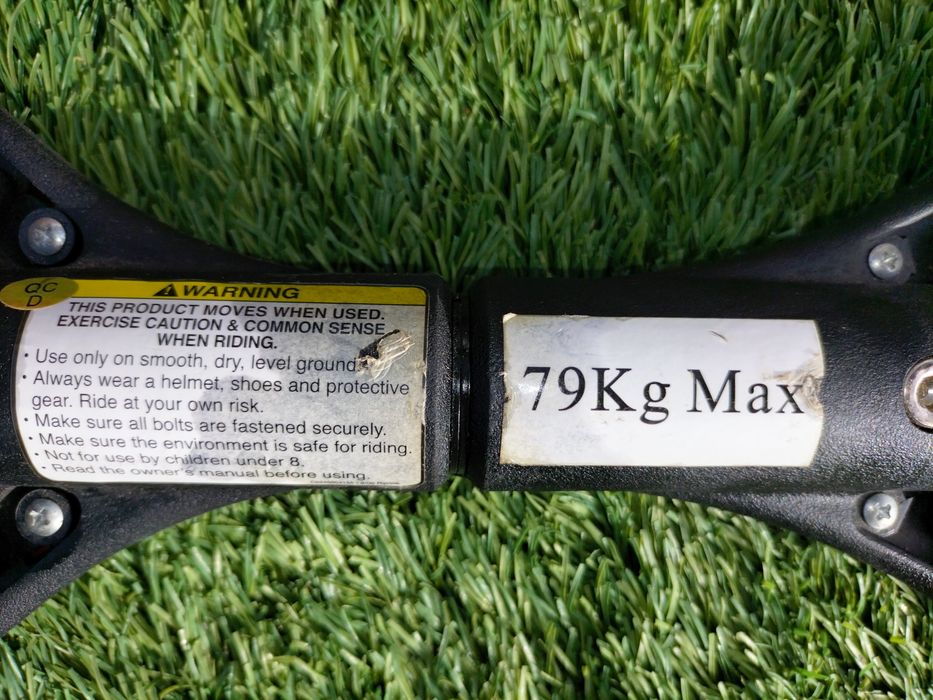 QC
D
WARNING
THIS PRODUCT MOVES WHEN USED.
EXERCISE CAUTION & COMMON SENSE
WHEN RIDING.
• Use only on smooth, dry, level ground
• Always wear a helmet, shoes and protective
gear. Ride at your own risk.
• Make sure all bolts are fastened securely.
• Make sure the environment is safe for riding.
• Not for use by children under 8.
• Read the owner's manual before using.
79Kg Max